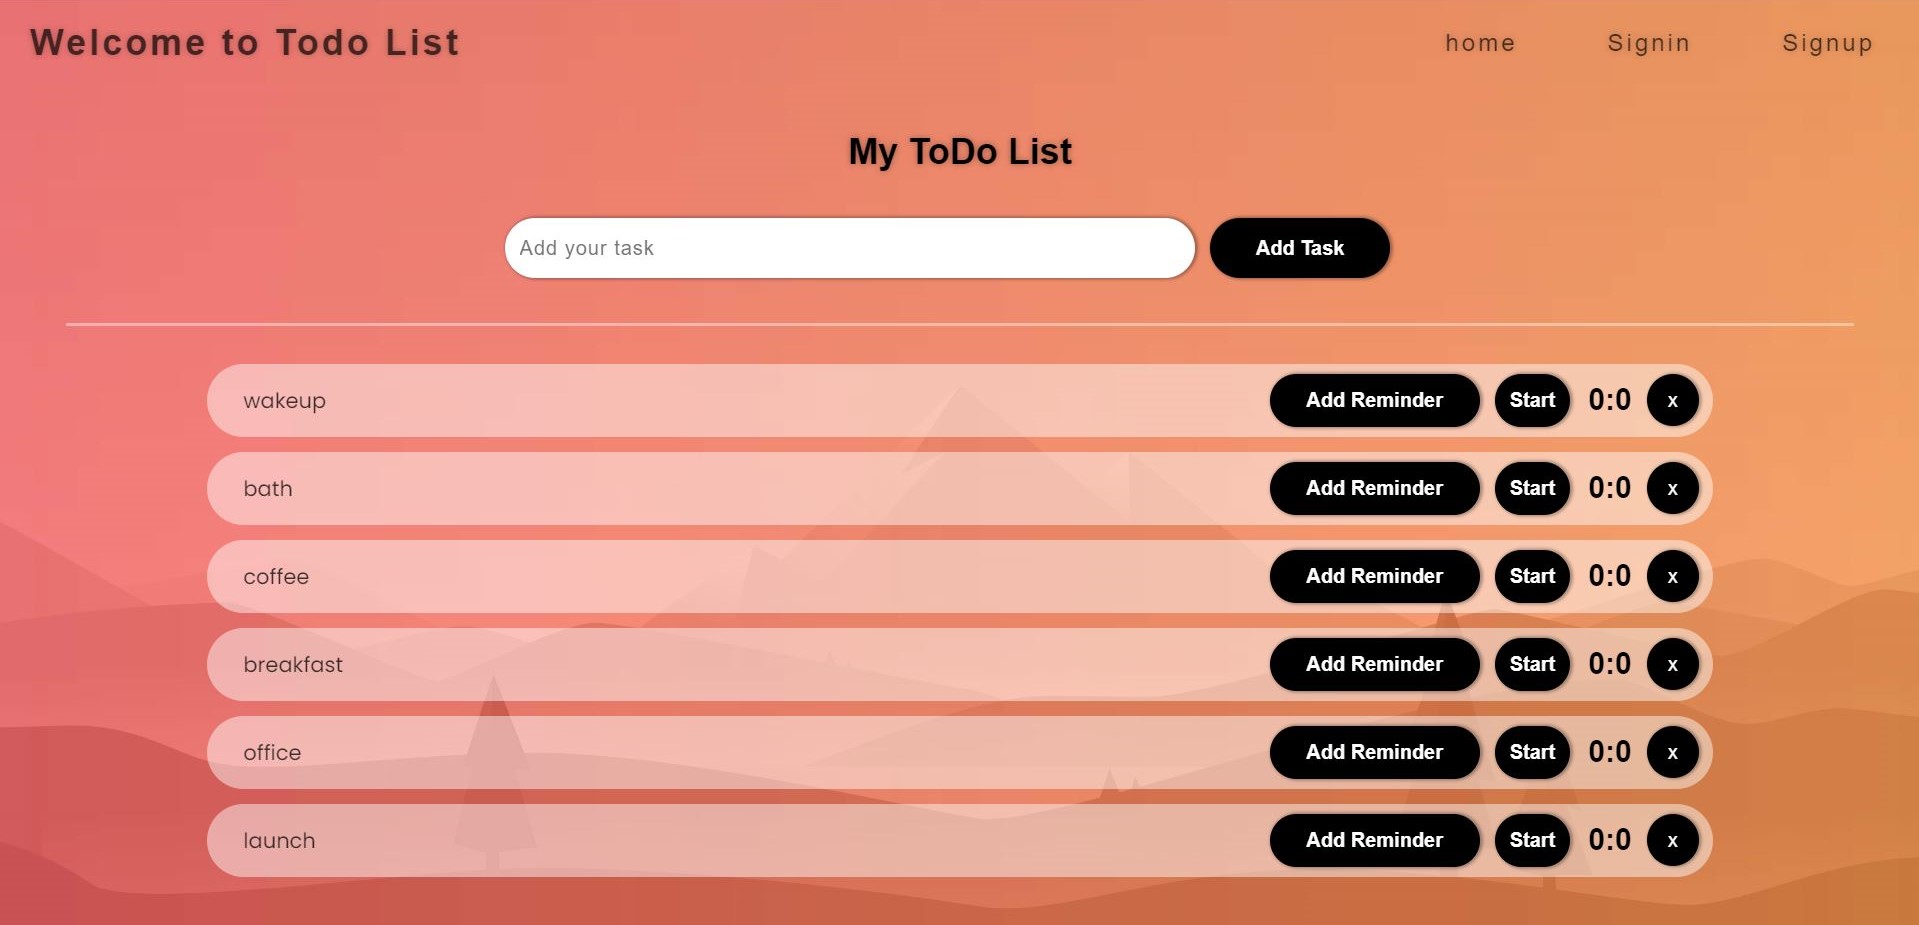 Welcome to Todo List home Signin Signup
My ToDo List
Add your task Add Task
wakeup Add Reminder Start 0:0 x
bath Add Reminder Start 0:0 x
coffee Add Reminder Start 0:0 x
breakfast Add Reminder Start 0:0 x
office Add Reminder Start 0:0 x
launch Add Reminder Start 0:0 x